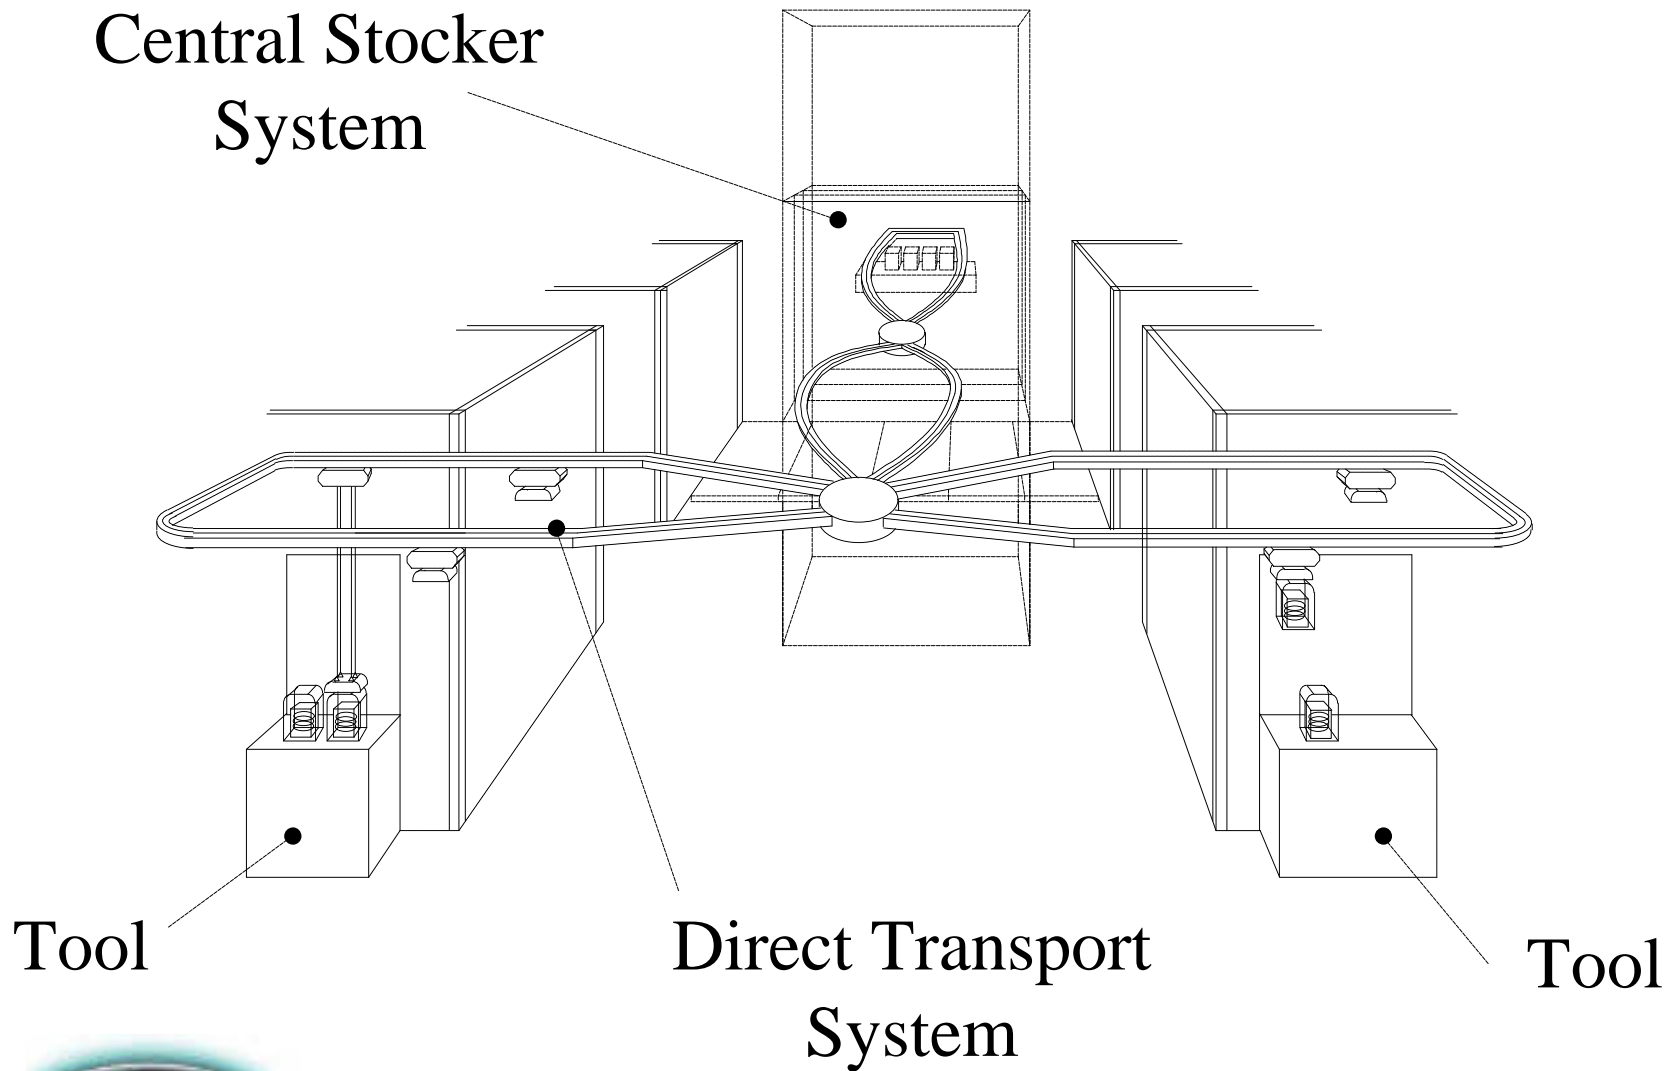 Central Stocker
System
Tool
Direct Transport
System
Tool